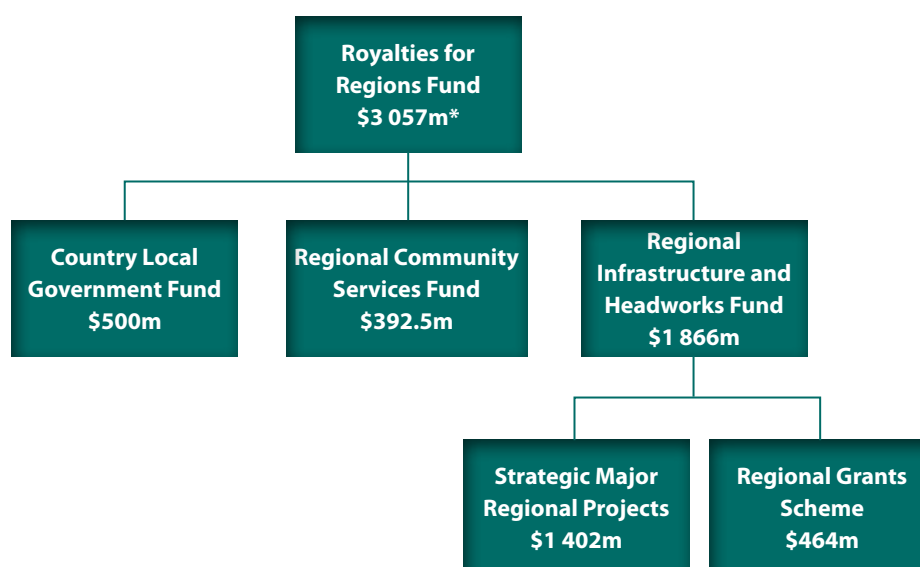 Royalties for
Regions Fund
$3 057m*
Country Local
Government Fund
$500m
Regional Community
Services Fund
$392.5m
Regional
Infrastructure and
Headworks Fund
$1 866m
Strategic Major
Regional Projects
$1 402m
Regional Grants
Scheme
$464m